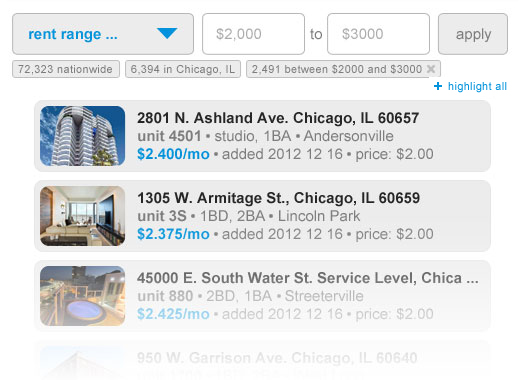 rent range ... $2,000 to $3000 apply
72,323 nationwide 6,394 in Chicago, IL 2,491 between $2000 and $3000 ×
+ highlight all
2801 N. Ashland Ave. Chicago, IL 60657
unit 4501 • studio, 1BA • Andersonville
$2.400/mo • added 2012 12 16 • price: $2.00
1305 W. Armitage St., Chicago, IL 60659
unit 3S • 1BD, 2BA • Lincoln Park
$2.375/mo • added 2012 12 16 • price: $2.00
45000 E. South Water St. Service Level, Chica ...
unit 880 • 2BD, 1BA • Streeterville
$2.425/mo • added 2012 12 16 • price: $2.00
950 W. Garrison Ave. Chicago, IL 60640